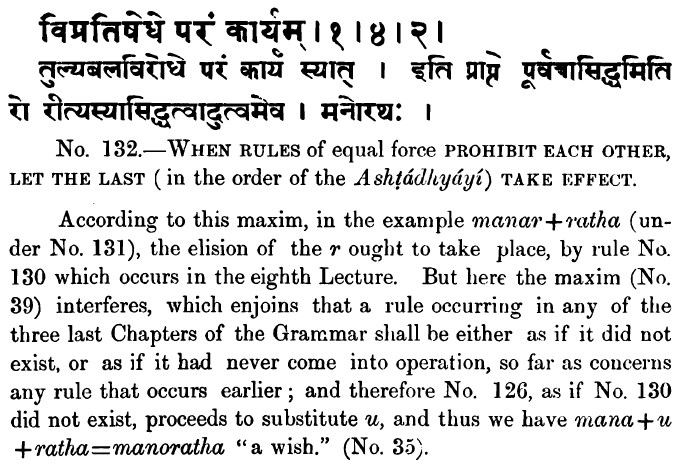 विप्रतिषेधे परं कार्यम् । १ । ४ । २ ।
तुल्यबलविरोधे परं कार्यं स्यात् । इति प्राप्ते पूर्वत्रासिद्धमिति
रो रीत्यस्यासिद्धत्वादुत्वमेव । मनोरथः ।
No. 132.—WHEN RULES of equal force PROHIBIT EACH OTHER,
LET THE LAST ( in the order of the Ashṭádhyáyí) TAKE EFFECT.
According to this maxim, in the example manar+ratha (un-
der No. 131), the elision of the r ought to take place, by rule No.
130 which occurs in the eighth Lecture. But here the maxim (No.
39) interferes, which enjoins that a rule occurring in any of the
three last Chapters of the Grammar shall be either as if it did not
exist, or as if it had never come into operation, so far as concerns
any rule that occurs earlier ; and therefore No. 126, as if No. 130
did not exist, proceeds to substitute u, and thus we have mana+u
+ratha=manoratha “a wish.” (No. 35).